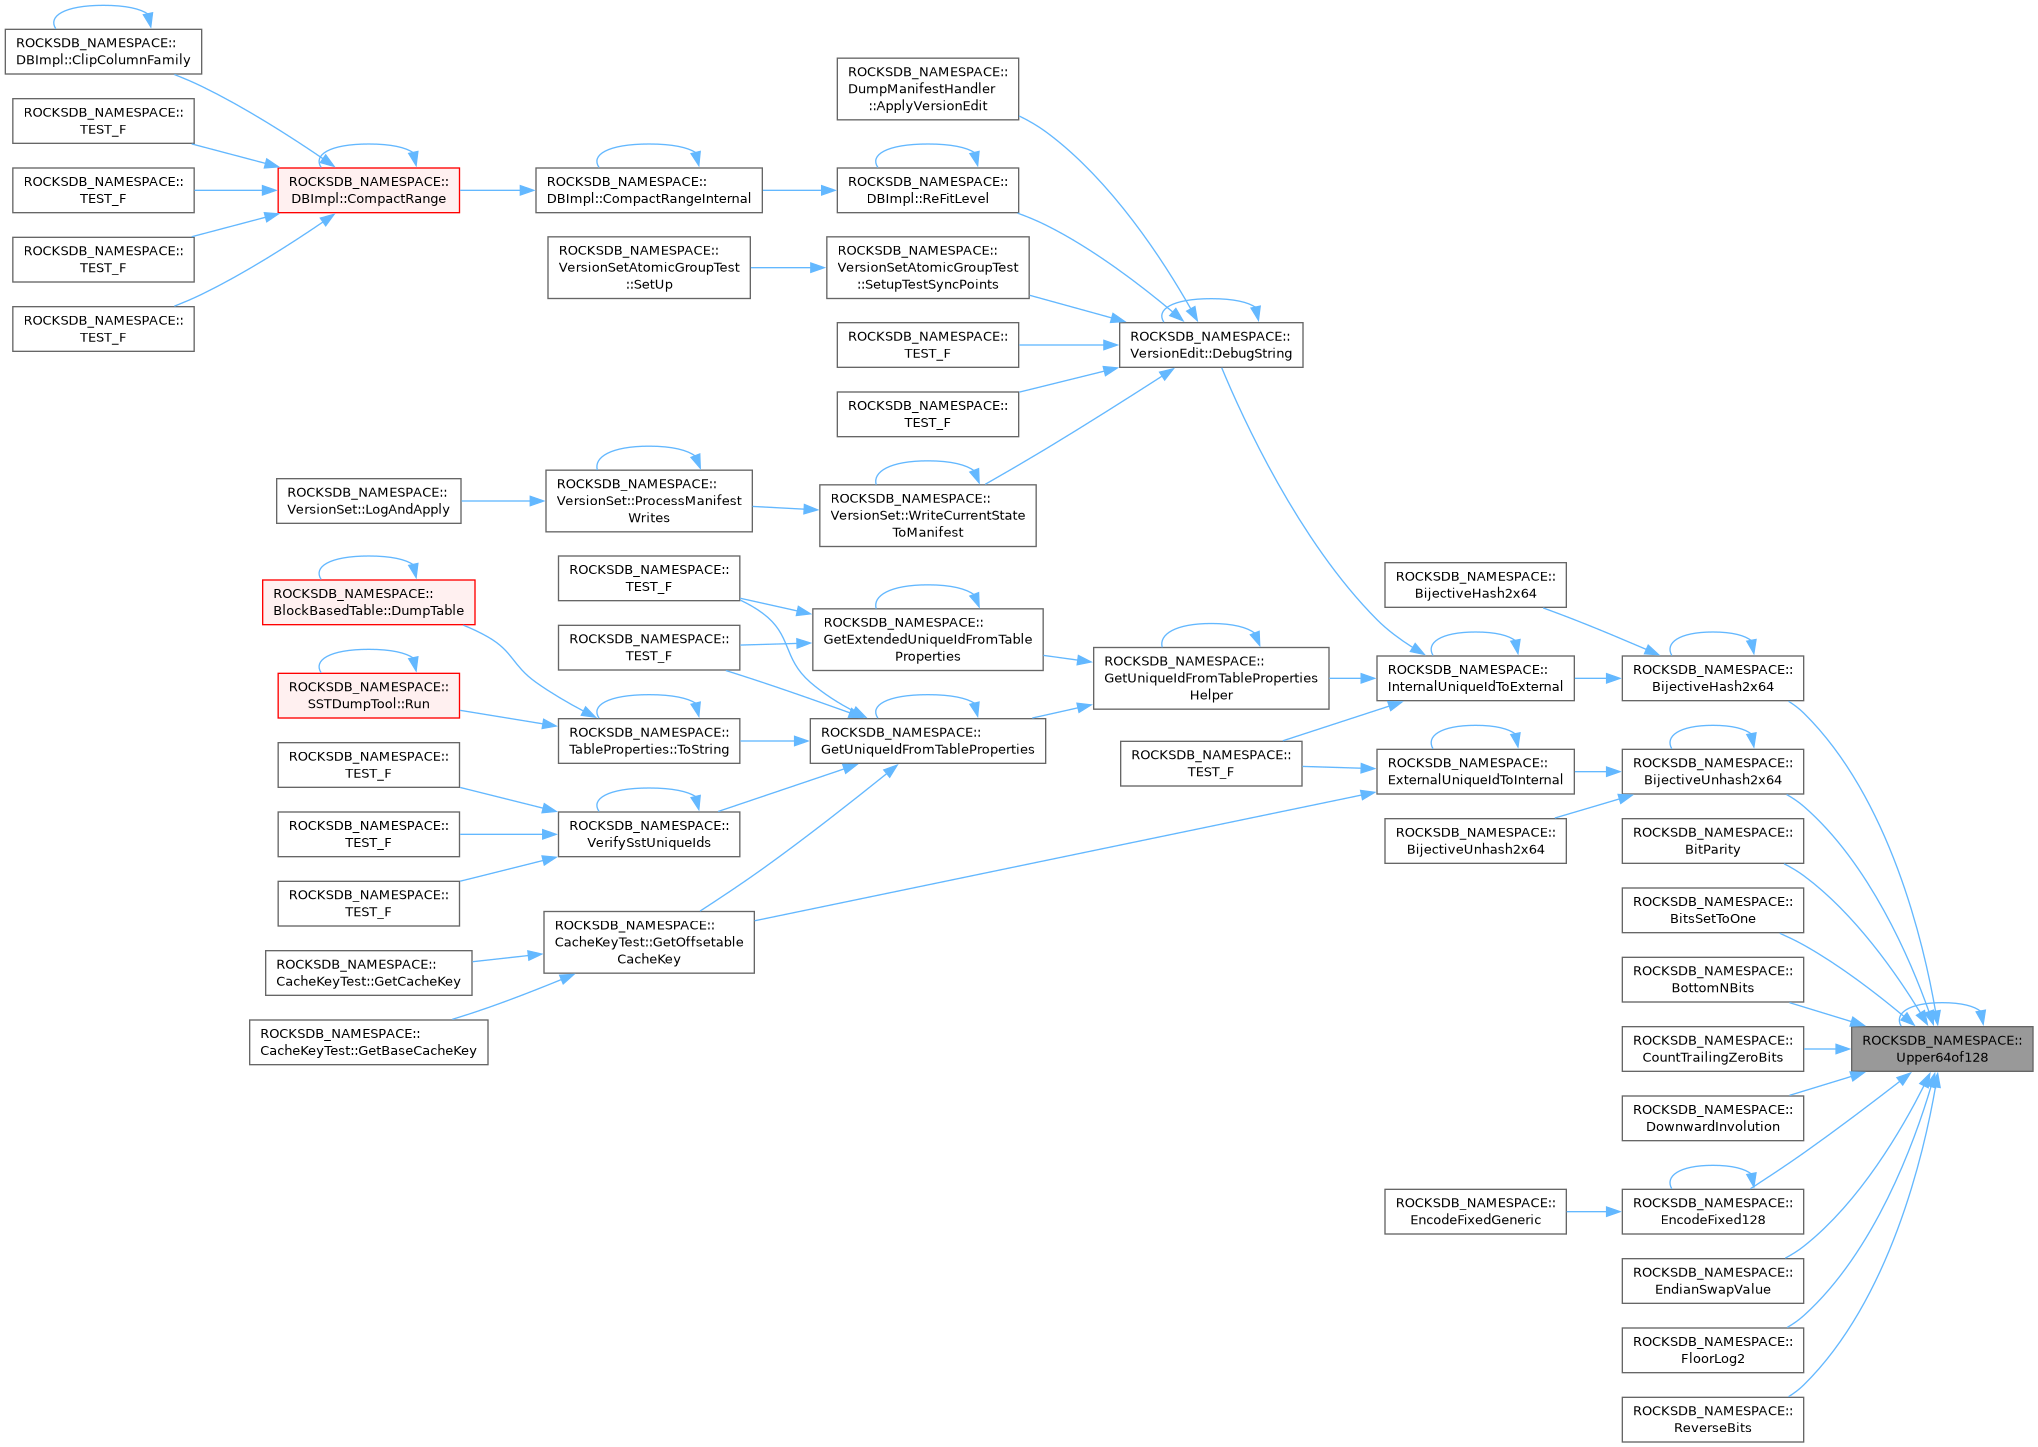 ROCKSDB_NAMESPACE::
DBImpl::ClipColumnFamily
ROCKSDB_NAMESPACE::
TEST_F
ROCKSDB_NAMESPACE::
TEST_F
ROCKSDB_NAMESPACE::
TEST_F
ROCKSDB_NAMESPACE::
TEST_F
ROCKSDB_NAMESPACE::
DBImpl::CompactRange
ROCKSDB_NAMESPACE::
DBImpl::CompactRangeInternal
ROCKSDB_NAMESPACE::
DumpManifestHandler
::ApplyVersionEdit
ROCKSDB_NAMESPACE::
DBImpl::ReFitLevel
ROCKSDB_NAMESPACE::
VersionSetAtomicGroupTest
::SetUp
ROCKSDB_NAMESPACE::
VersionSetAtomicGroupTest
::SetupTestSyncPoints
ROCKSDB_NAMESPACE::
TEST_F
ROCKSDB_NAMESPACE::
TEST_F
ROCKSDB_NAMESPACE::
VersionEdit::DebugString
ROCKSDB_NAMESPACE::
VersionSet::LogAndApply
ROCKSDB_NAMESPACE::
VersionSet::ProcessManifest
Writes
ROCKSDB_NAMESPACE::
VersionSet::WriteCurrentState
ToManifest
ROCKSDB_NAMESPACE::
BlockBasedTable::DumpTable
ROCKSDB_NAMESPACE::
SSTDumpTool::Run
ROCKSDB_NAMESPACE::
TEST_F
ROCKSDB_NAMESPACE::
TEST_F
ROCKSDB_NAMESPACE::
TEST_F
ROCKSDB_NAMESPACE::
CacheKeyTest::GetCacheKey
ROCKSDB_NAMESPACE::
CacheKeyTest::GetBaseCacheKey
ROCKSDB_NAMESPACE::
TEST_F
ROCKSDB_NAMESPACE::
TEST_F
ROCKSDB_NAMESPACE::
TableProperties::ToString
ROCKSDB_NAMESPACE::
VerifySstUniqueIds
ROCKSDB_NAMESPACE::
CacheKeyTest::GetOffsetable
CacheKey
ROCKSDB_NAMESPACE::
GetExtendedUniqueIdFromTable
Properties
ROCKSDB_NAMESPACE::
GetUniqueIdFromTableProperties
ROCKSDB_NAMESPACE::
GetUniqueIdFromTableProperties
Helper
ROCKSDB_NAMESPACE::
TEST_F
ROCKSDB_NAMESPACE::
BijectiveHash2x64
ROCKSDB_NAMESPACE::
InternalUniqueIdToExternal
ROCKSDB_NAMESPACE::
ExternalUniqueIdToInternal
ROCKSDB_NAMESPACE::
BijectiveUnhash2x64
ROCKSDB_NAMESPACE::
EncodeFixedGeneric
ROCKSDB_NAMESPACE::
BijectiveHash2x64
ROCKSDB_NAMESPACE::
BijectiveUnhash2x64
ROCKSDB_NAMESPACE::
BitParity
ROCKSDB_NAMESPACE::
BitsSetToOne
ROCKSDB_NAMESPACE::
BottomNBits
ROCKSDB_NAMESPACE::
CountTrailingZeroBits
ROCKSDB_NAMESPACE::
DownwardInvolution
ROCKSDB_NAMESPACE::
EncodeFixed128
ROCKSDB_NAMESPACE::
EndianSwapValue
ROCKSDB_NAMESPACE::
FloorLog2
ROCKSDB_NAMESPACE::
ReverseBits
ROCKSDB_NAMESPACE::
Upper64of128